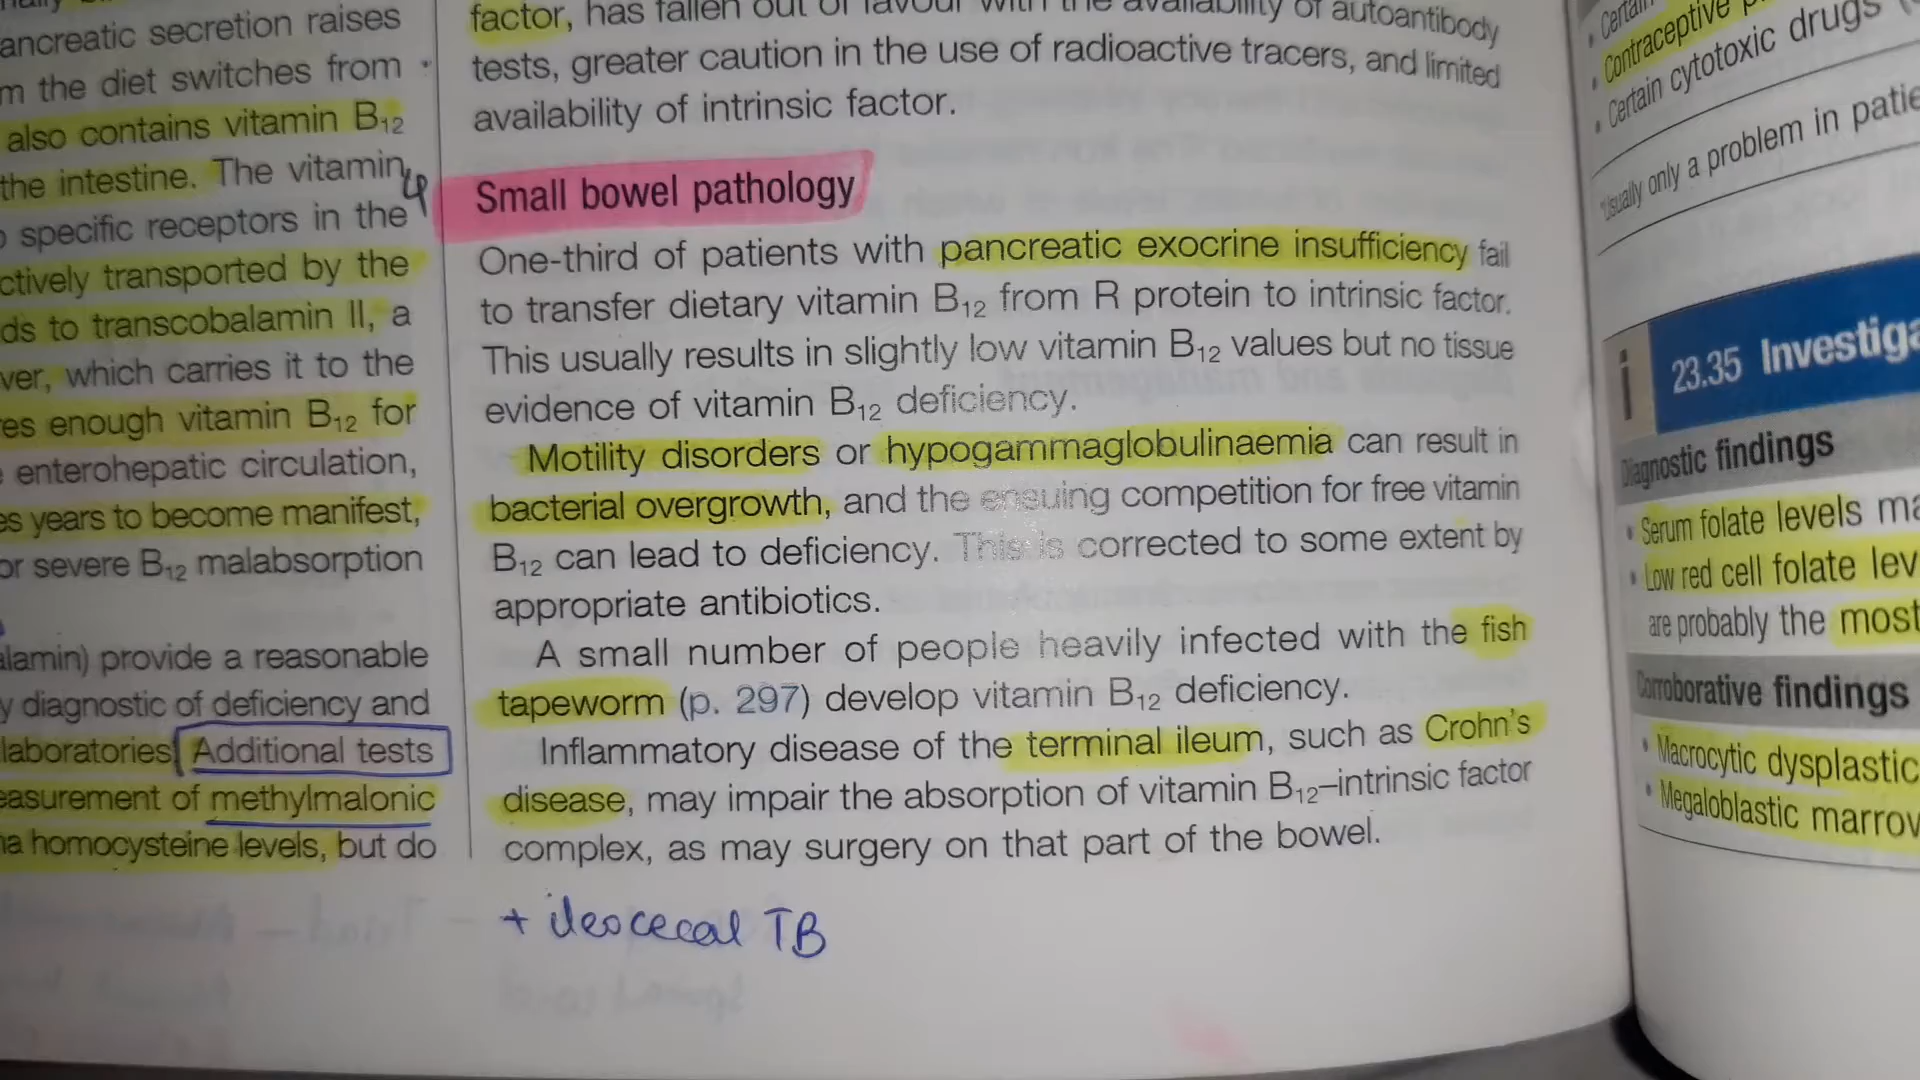 ancreatic secretion raises
m the diet switches from
also contains vitamin B12
the intestine. The vitamin
specific receptors in the
ctively transported by the
ds to transcobalamin II, a
ver, which carries it to the
es enough vitamin B12 for
enterohepatic circulation,
es years to become manifest,
or severe B12 malabsorption
alamin) provide a reasonable
y diagnostic of deficiency and
laboratories. Additional tests
easurement of methylmalonic
a homocysteine levels, but do
factor, has fallen out of favour with the availability of autoantibody
tests, greater caution in the use of radioactive tracers, and limited
availability of intrinsic factor.
4
Small bowel pathology
One-third of patients with pancreatic exocrine insufficiency fail
to transfer dietary vitamin B12 from R protein to intrinsic factor.
This usually results in slightly low vitamin B12 values but no tissue
evidence of vitamin B12 deficiency.
Motility disorders or hypogammaglobulinaemia can result in
bacterial overgrowth, and the ensuing competition for free vitamin
B12 can lead to deficiency. This is corrected to some extent by
appropriate antibiotics.
A small number of people heavily infected with the fish
tapeworm (p. 297) develop vitamin B12 deficiency.
Inflammatory disease of the terminal ileum, such as Crohn's
disease, may impair the absorption of vitamin B12–intrinsic factor
complex, as may surgery on that part of the bowel.
+ ileocecal TB
• Certain
• Contraceptive p
• Certain cytotoxic drugs (
*Usually only a problem in patie
i 23.35 Investiga
Diagnostic findings
• Serum folate levels ma
• Low red cell folate lev
are probably the most
Corroborative findings
• Macrocytic dysplastic
• Megaloblastic marrow